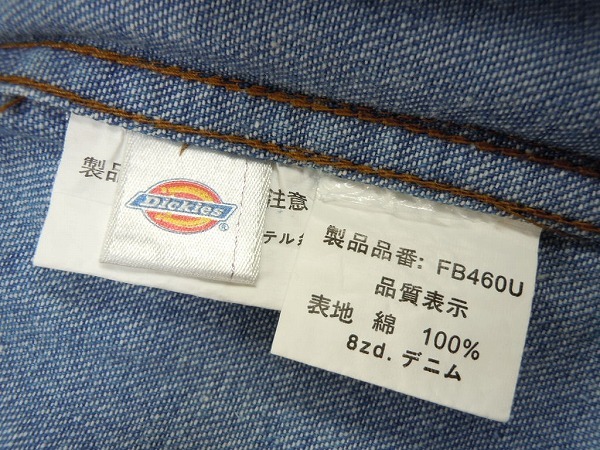 製品
注意
テル
Dickies
®
製品品番: FB460U
品質表示
表地 綿 100%
8zd. デニム